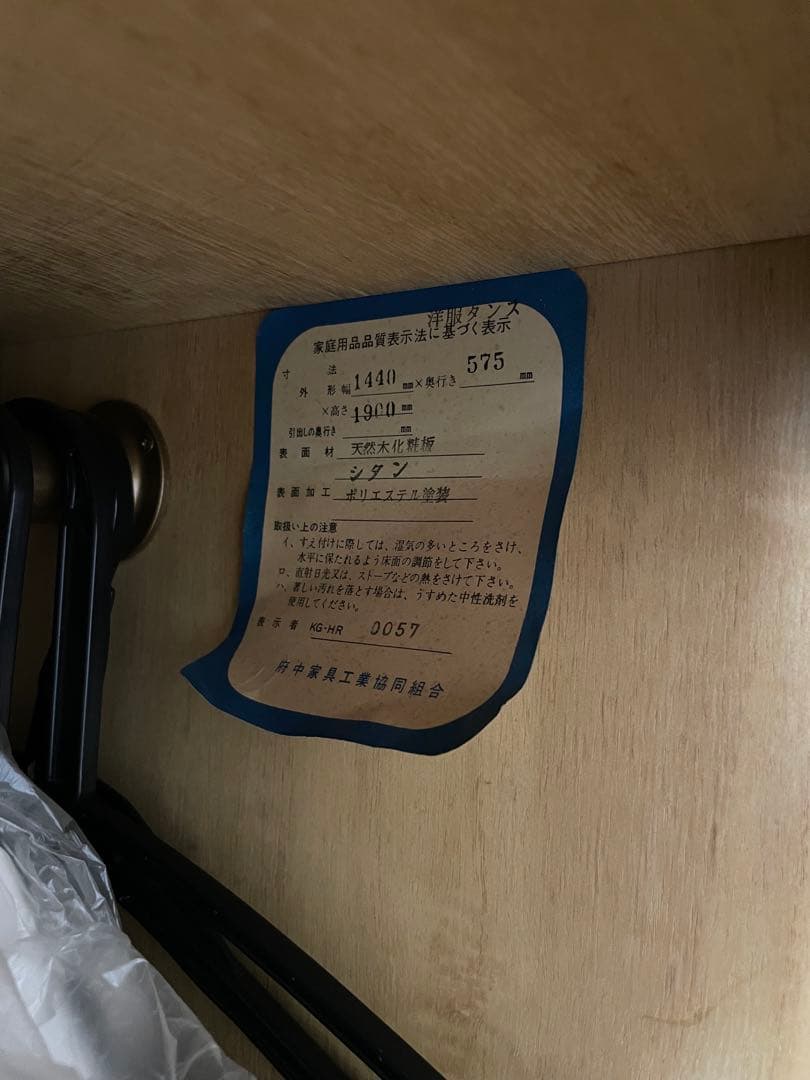 洋服タンス
家庭用品品質表示法に基づく表示
寸法
外形 幅 1440 mm × 奥行き 575 mm
×高さ 1900 mm
引出しの奥行き mm
表面材 天然木化粧板
シタン
表面加工 ポリエステル塗装
取扱い上の注意
イ、すえ付けに際しては、湿気の多いところをさけ、
水平に保たれるよう床面の調節をして下さい。
ロ、直射日光又は、ストーブなどの熱をさけて下さい。
ハ、著しい汚れを落とす場合は、うすめた中性洗剤を
使用してください。
表示者 KG-HR 0057
府中家具工業協同組合